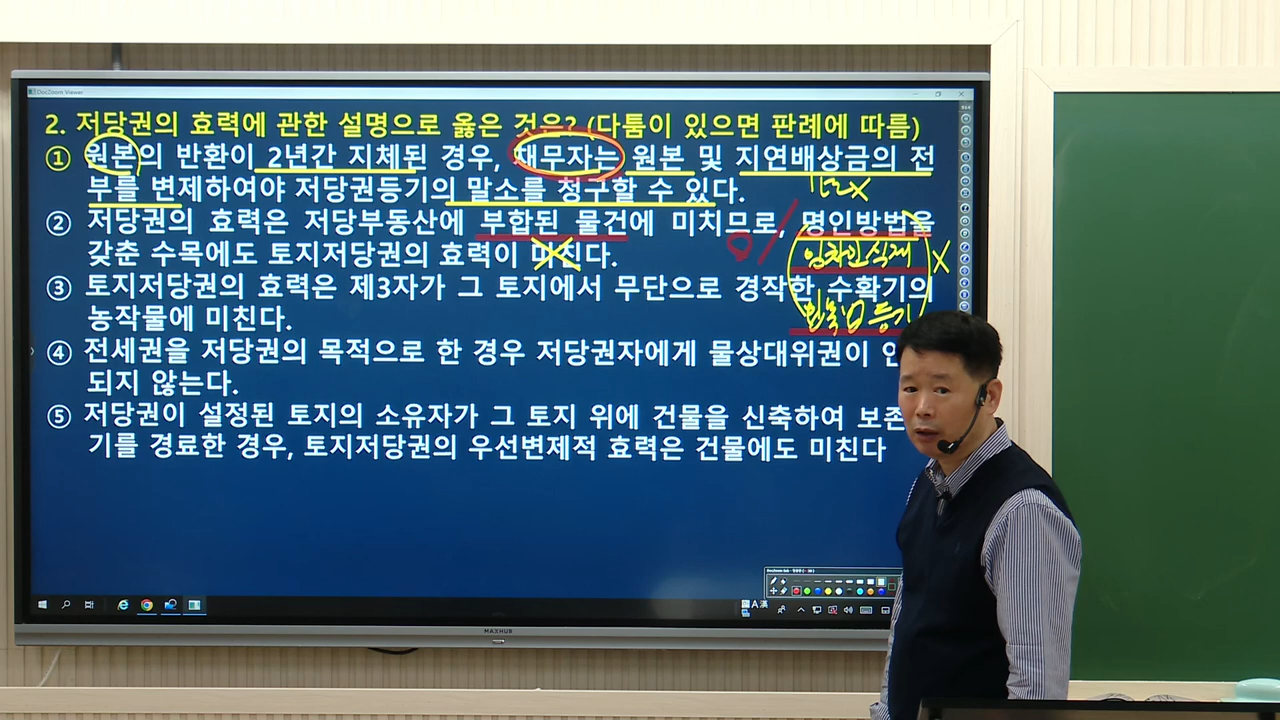 DocZoom Viewer
2. 저당권의 효력에 관한 설명으로 옳은 것은? (다툼이 있으면 판례에 따름)
① 원본의 반환이 2년간 지체된 경우, 채무자는 원본 및 지연배상금의 전
부를 변제하여야 저당권등기의 말소를 청구할 수 있다.
② 저당권의 효력은 저당부동산에 부합된 물건에 미치므로, 명인방법을
갖춘 수목에도 토지저당권의 효력이 미친다.
임차인식재
③ 토지저당권의 효력은 제3자가 그 토지에서 무단으로 경작한 수확기의
농작물에 미친다.
등기
④ 전세권을 저당권의 목적으로 한 경우 저당권자에게 물상대위권이
되지 않는다.
⑤ 저당권이 설정된 토지의 소유자가 그 토지 위에 건물을 신축하여 보존
기를 경료한 경우, 토지저당권의 우선변제적 효력은 건물에도 미친다
MAXHUB